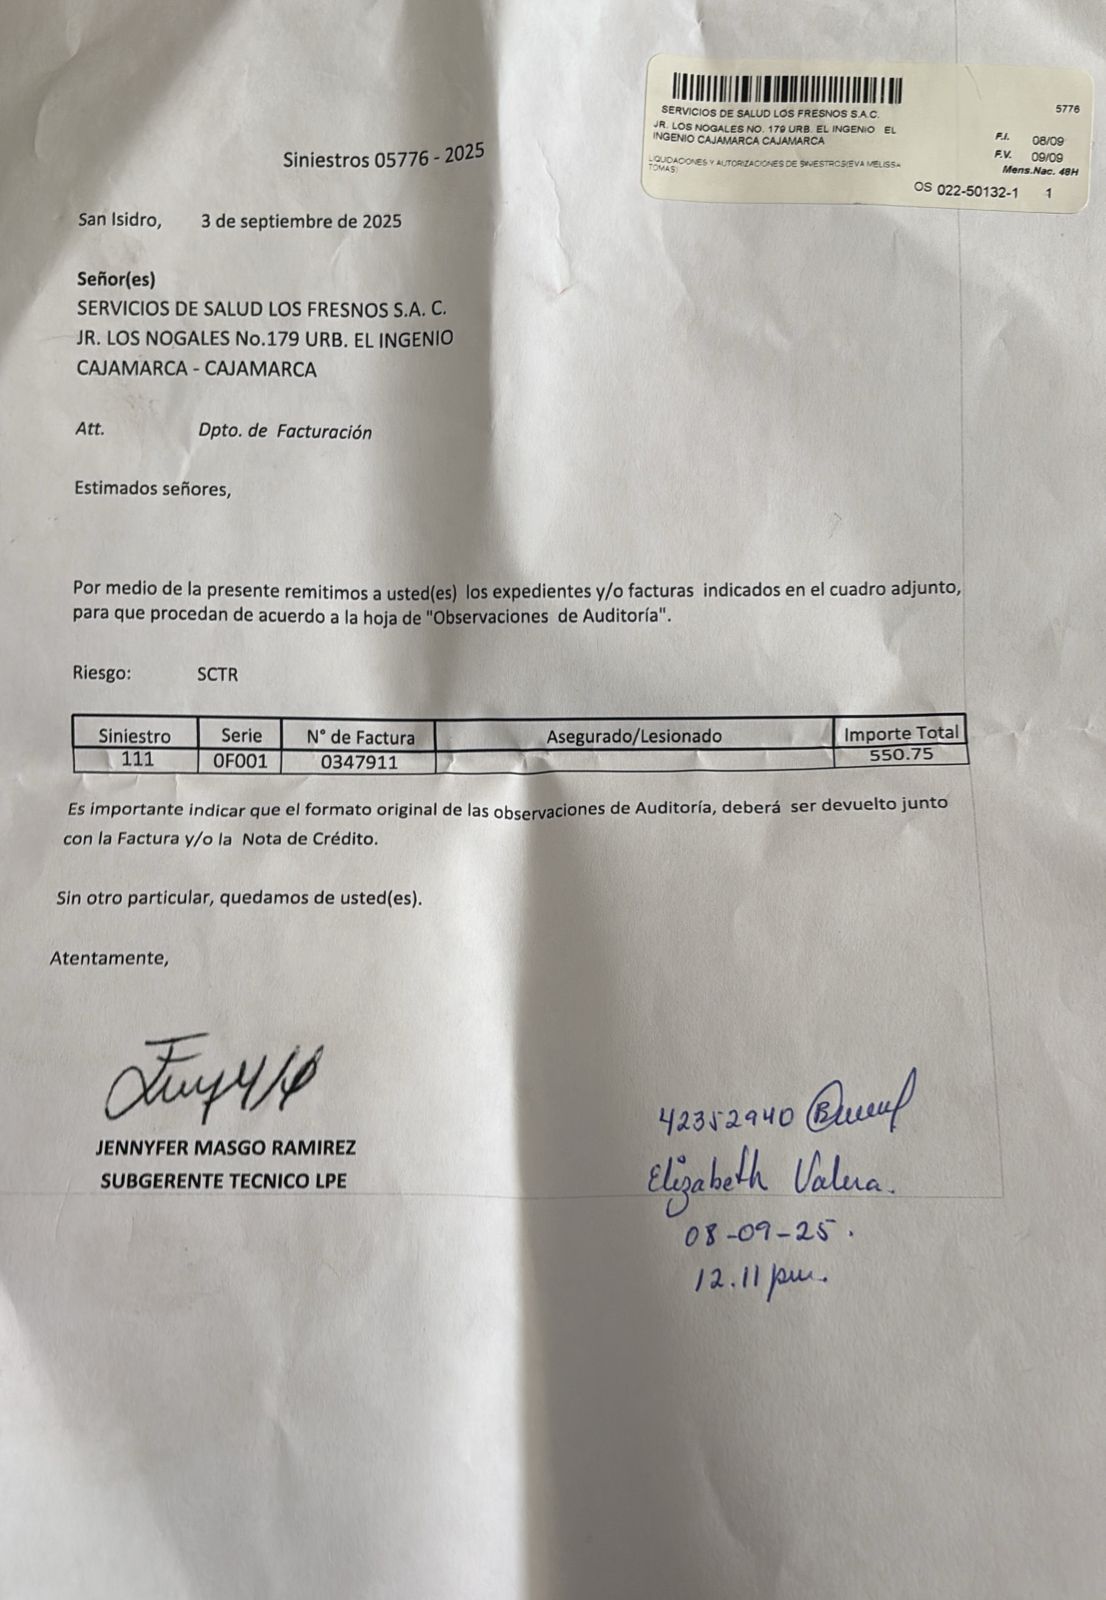 SERVICIOS DE SALUD LOS FRESNOS S.A.C.
5776
JR. LOS NOGALES NO. 179 URB. EL INGENIO EL
INGENIO CAJAMARCA CAJAMARCA
F.I. 08/09
F.V. 09/09
LIQUIDACIONES Y AUTORIZACIONES DE SINIESTROS(EVA MELISSA
TOMAS)
Mens.Nac. 48H
OS 022-50132-1 1
Siniestros 05776 - 2025
San Isidro, 3 de septiembre de 2025
Señor(es)
SERVICIOS DE SALUD LOS FRESNOS S.A. C.
JR. LOS NOGALES No.179 URB. EL INGENIO
CAJAMARCA - CAJAMARCA
Att. Dpto. de Facturación
Estimados señores,
Por medio de la presente remitimos a usted(es) los expedientes y/o facturas indicados en el cuadro adjunto,
para que procedan de acuerdo a la hoja de "Observaciones de Auditoría".
Riesgo: SCTR
Siniestro Serie N° de Factura Asegurado/Lesionado Importe Total
111 0F001 0347911 550.75
Es importante indicar que el formato original de las observaciones de Auditoría, deberá ser devuelto junto
con la Factura y/o la Nota de Crédito.
Sin otro particular, quedamos de usted(es).
Atentamente,
JENNYFER MASGO RAMIREZ
SUBGERENTE TECNICO LPE
42352940
Elizabeth Valera.
08-09-25.
12.11 pm.